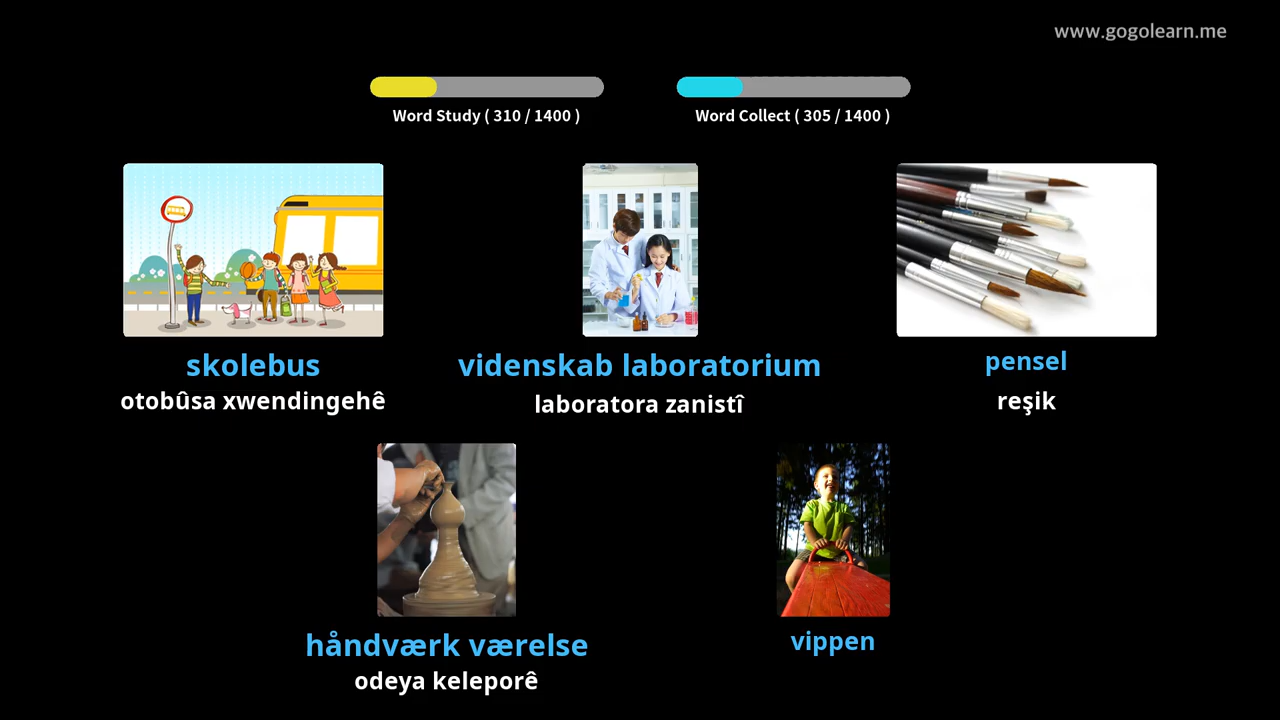 www.gogolearn.me
Word Study ( 310 / 1400 )
Word Collect ( 305 / 1400 )
skolebus
otobûsa xwendingehê
videnskab laboratorium
laboratora zanistî
pensel
reşik
håndværk værelse
odeya keleporê
vippen